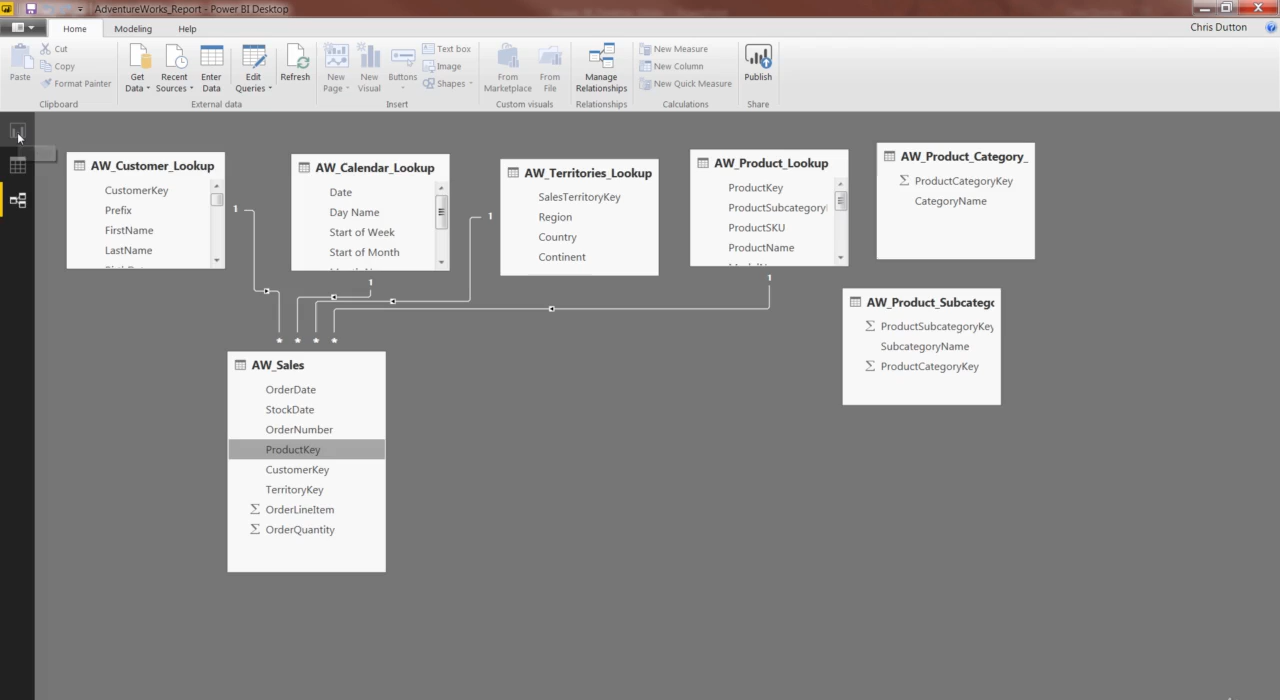 AdventureWorks_Report - Power BI Desktop
Home
Modeling
Help
Chris Dutton
Paste
Cut
Copy
Format Painter
Clipboard
Get Data
Recent Sources
Enter Data
Edit Queries
External data
Refresh
New Page
New Visual
Buttons
Text box
Image
Shapes
Insert
From Marketplace
From File
Custom visuals
Manage Relationships
Relationships
New Measure
New Column
New Quick Measure
Calculations
Publish
Share
AW_Customer_Lookup
CustomerKey
Prefix
FirstName
LastName
1
AW_Calendar_Lookup
Date
Day Name
Start of Week
Start of Month
1
AW_Territories_Lookup
SalesTerritoryKey
Region
Country
Continent
1
AW_Product_Lookup
ProductKey
ProductSubcategory
ProductSKU
ProductName
1
AW_Product_Category_
Σ ProductCategoryKey
CategoryName
AW_Product_Subcatego
Σ ProductSubcategoryKey
SubcategoryName
Σ ProductCategoryKey
* * * *
AW_Sales
OrderDate
StockDate
OrderNumber
ProductKey
CustomerKey
TerritoryKey
Σ OrderLineItem
Σ OrderQuantity